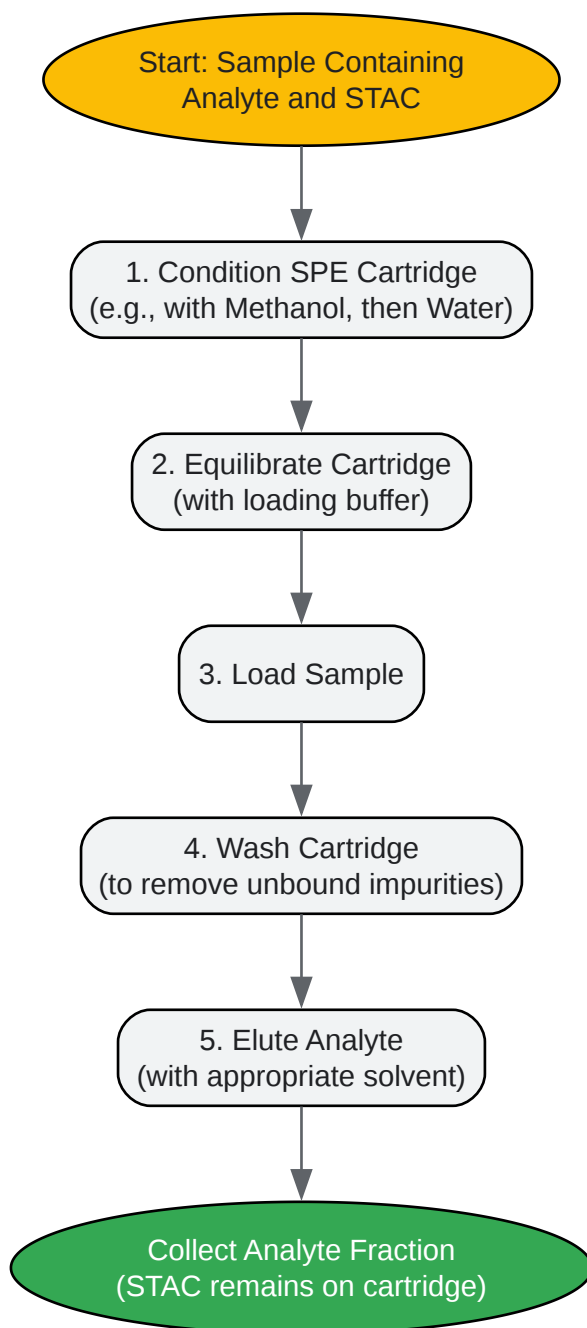 Start: Sample Containing
Analyte and STAC
1. Condition SPE Cartridge
(e.g., with Methanol, then Water)
2. Equilibrate Cartridge
(with loading buffer)
3. Load Sample
4. Wash Cartridge
(to remove unbound impurities)
5. Elute Analyte
(with appropriate solvent)
Collect Analyte Fraction
(STAC remains on cartridge)